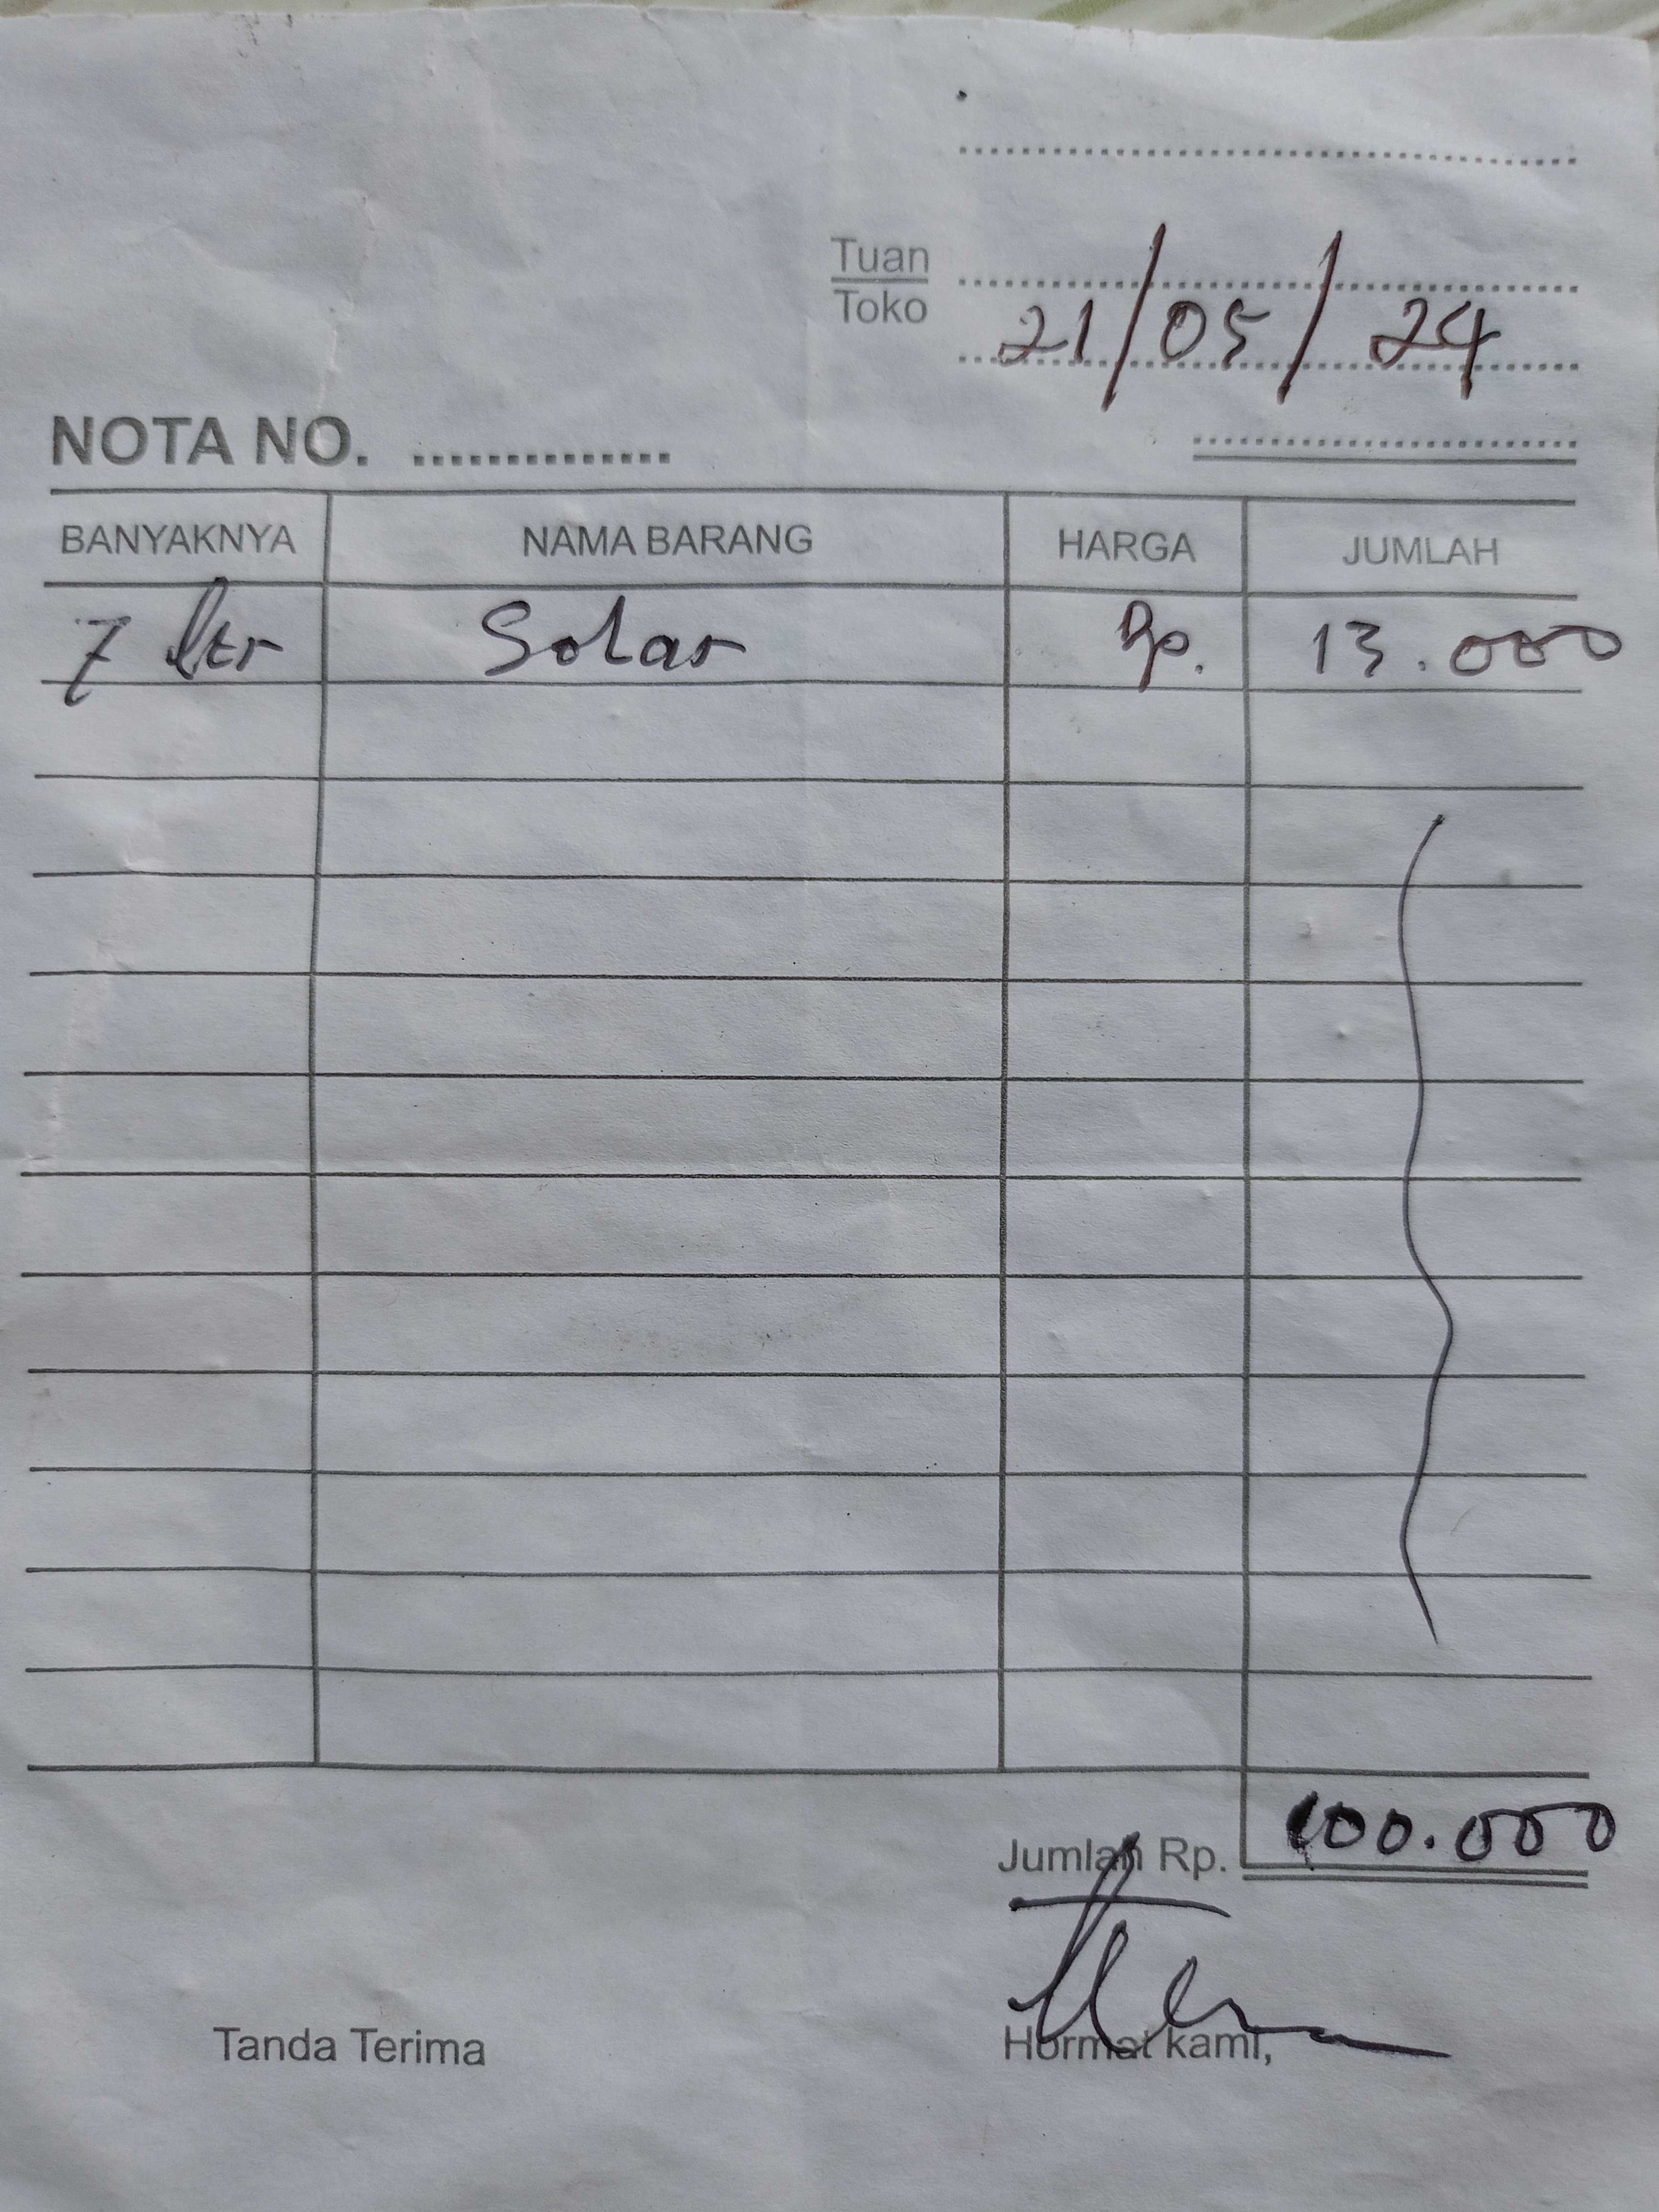 Tuan
Toko
21/05/24
NOTA NO. ...............
BANYAKNYA NAMA BARANG HARGA JUMLAH
7 ltr Solar Rp. 13.000
Jumlah Rp. 100.000
Tanda Terima Hormat kami,